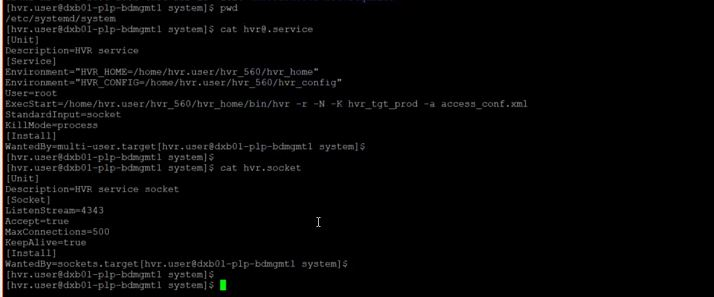 [hvr.user@dxb01-plp-bdmgmt1 system]$ pwd
/etc/systemd/system
[hvr.user@dxb01-plp-bdmgmt1 system]$ cat hvr@.service
[Unit]
Description=HVR service
[Service]
Environment="HVR_HOME=/home/hvr.user/hvr_560/hvr_home"
Environment="HVR_CONFIG=/home/hvr.user/hvr_560/hvr_config"
User=root
ExecStart=/home/hvr.user/hvr_560/hvr_home/bin/hvr -r -N -K hvr_tgt_prod -a access_conf.xml
StandardInput=socket
KillMode=process
[Install]
WantedBy=multi-user.target[hvr.user@dxb01-plp-bdmgmt1 system]$
[hvr.user@dxb01-plp-bdmgmt1 system]$
[hvr.user@dxb01-plp-bdmgmt1 system]$ cat hvr.socket
[Unit]
Description=HVR service socket
[Socket]
ListenStream=4343
Accept=true
MaxConnections=500
KeepAlive=true
[Install]
WantedBy=sockets.target[hvr.user@dxb01-plp-bdmgmt1 system]$
[hvr.user@dxb01-plp-bdmgmt1 system]$
[hvr.user@dxb01-plp-bdmgmt1 system]$